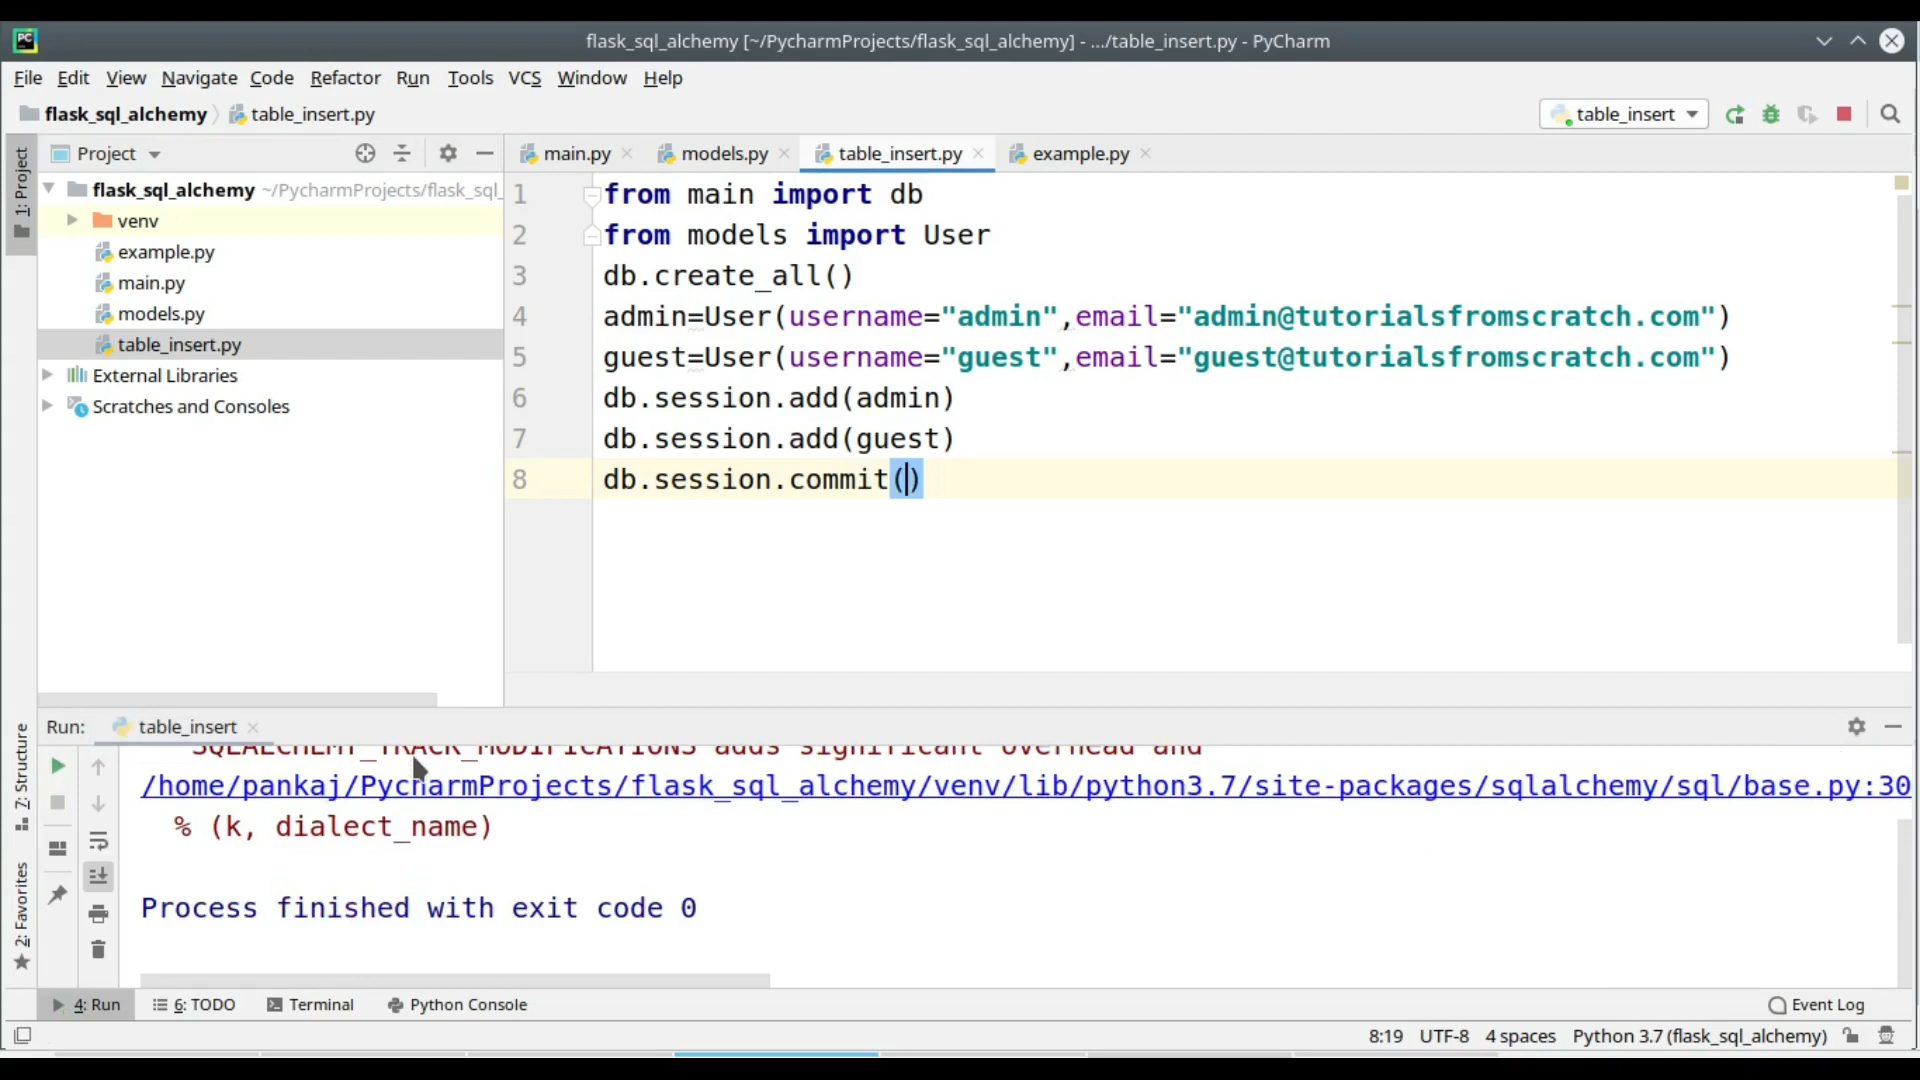 PC
flask_sql_alchemy [~/PycharmProjects/flask_sql_alchemy] - .../table_insert.py - PyCharm
File Edit View Navigate Code Refactor Run Tools VCS Window Help
flask_sql_alchemy table_insert.py
table_insert
1: Project
Project
main.py models.py table_insert.py example.py
flask_sql_alchemy ~/PycharmProjects/flask_sql_
venv
example.py
main.py
models.py
table_insert.py
External Libraries
Scratches and Consoles
1 from main import db
2 from models import User
3 db.create_all()
4 admin=User(username="admin",email="admin@tutorialsfromscratch.com")
5 guest=User(username="guest",email="guest@tutorialsfromscratch.com")
6 db.session.add(admin)
7 db.session.add(guest)
8 db.session.commit()
7: Structure
2: Favorites
Run: table_insert
SQLALCHEMY_TRACK_MODIFICATIONS adds significant overhead and
/home/pankaj/PycharmProjects/flask_sql_alchemy/venv/lib/python3.7/site-packages/sqlalchemy/sql/base.py:30
% (k, dialect_name)
Process finished with exit code 0
4: Run 6: TODO Terminal Python Console Event Log
8:19 UTF-8 4 spaces Python 3.7 (flask_sql_alchemy)